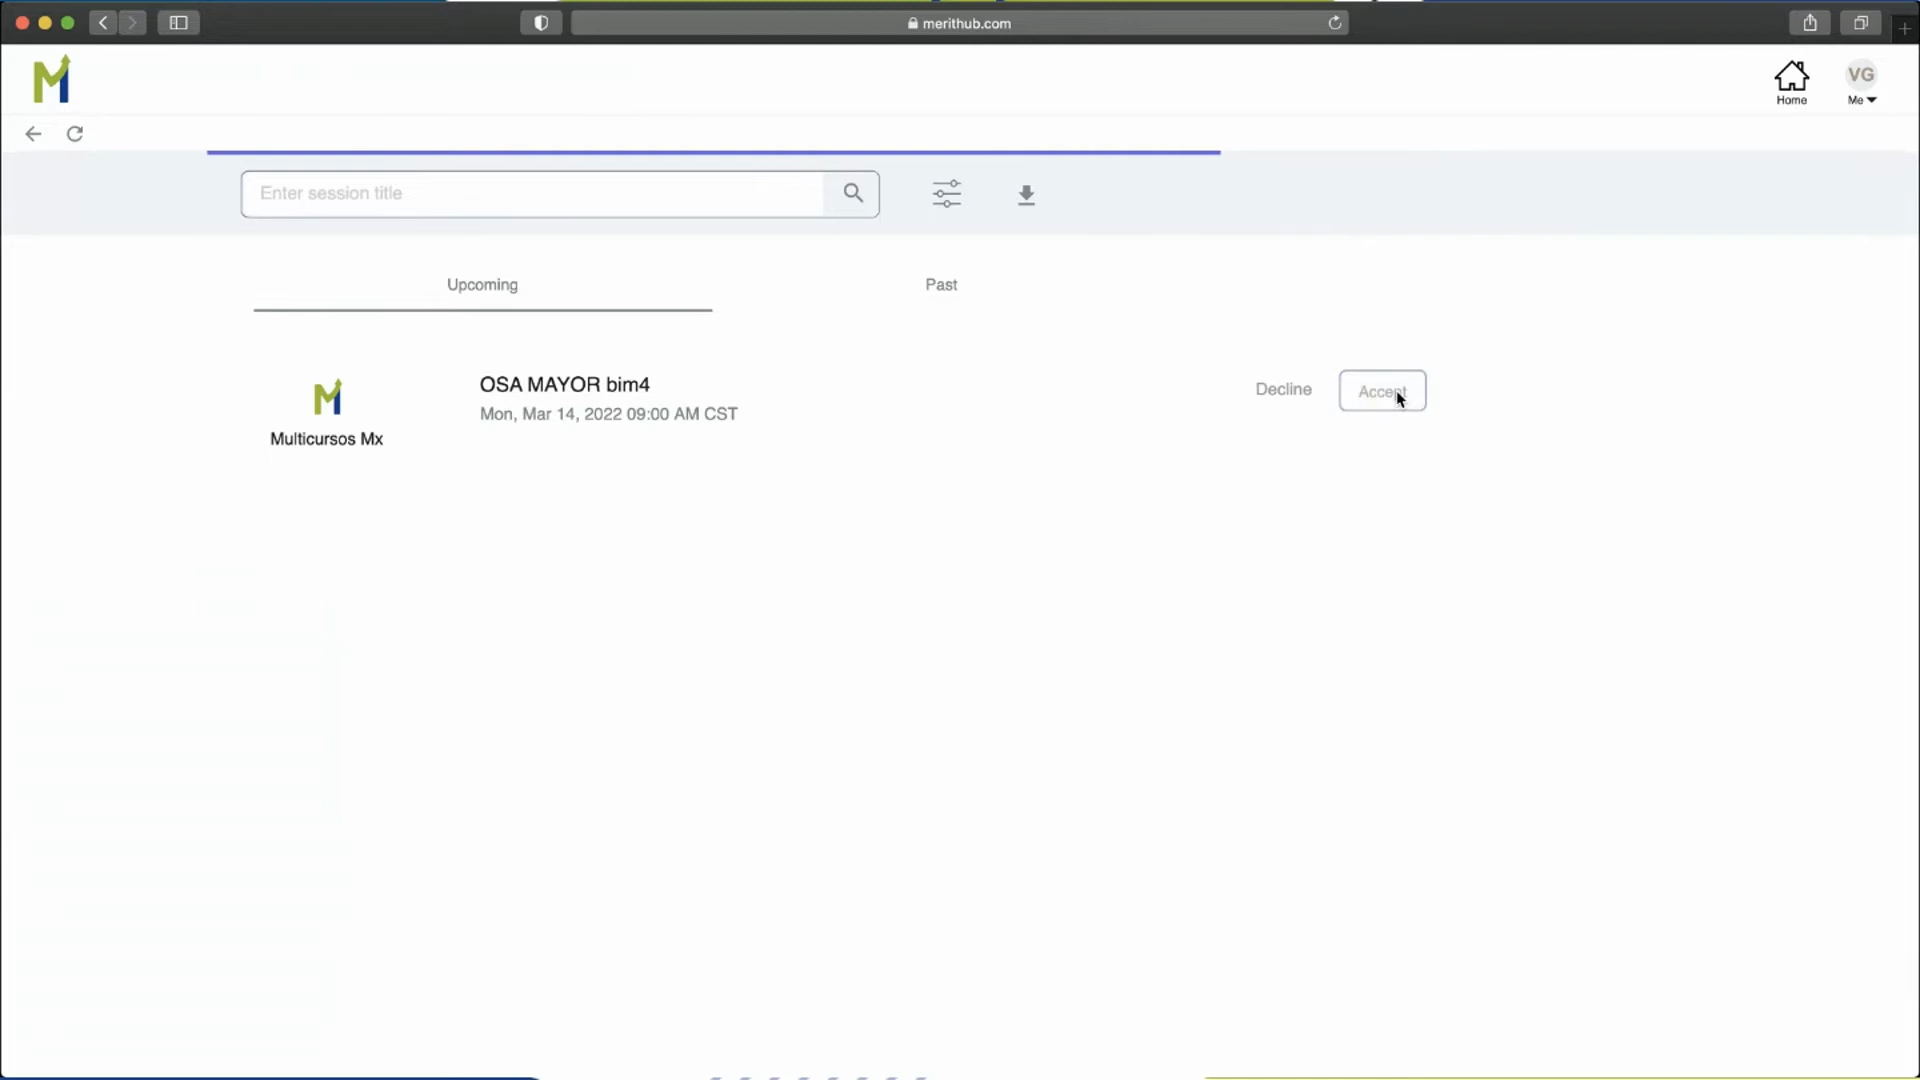 merithub.com
Home
VG
Me
Enter session title
Upcoming
Past
OSA MAYOR bim4
Mon, Mar 14, 2022 09:00 AM CST
Multicursos Mx
Decline
Accept